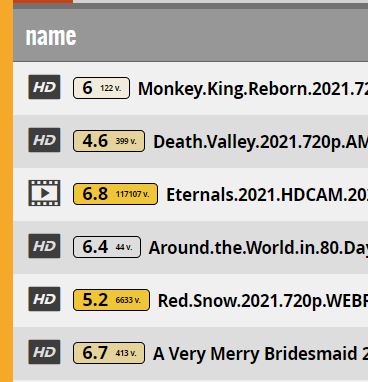 name
HD 6 122 v. Monkey.King.Reborn.2021.72
HD 4.6 399 v. Death.Valley.2021.720p.AM
6.8 117107 v. Eternals.2021.HDCAM.20
HD 6.4 44 v. Around.the.World.in.80.Day
HD 5.2 6633 v. Red.Snow.2021.720p.WEB
HD 6.7 413 v. A Very Merry Bridesmaid 2